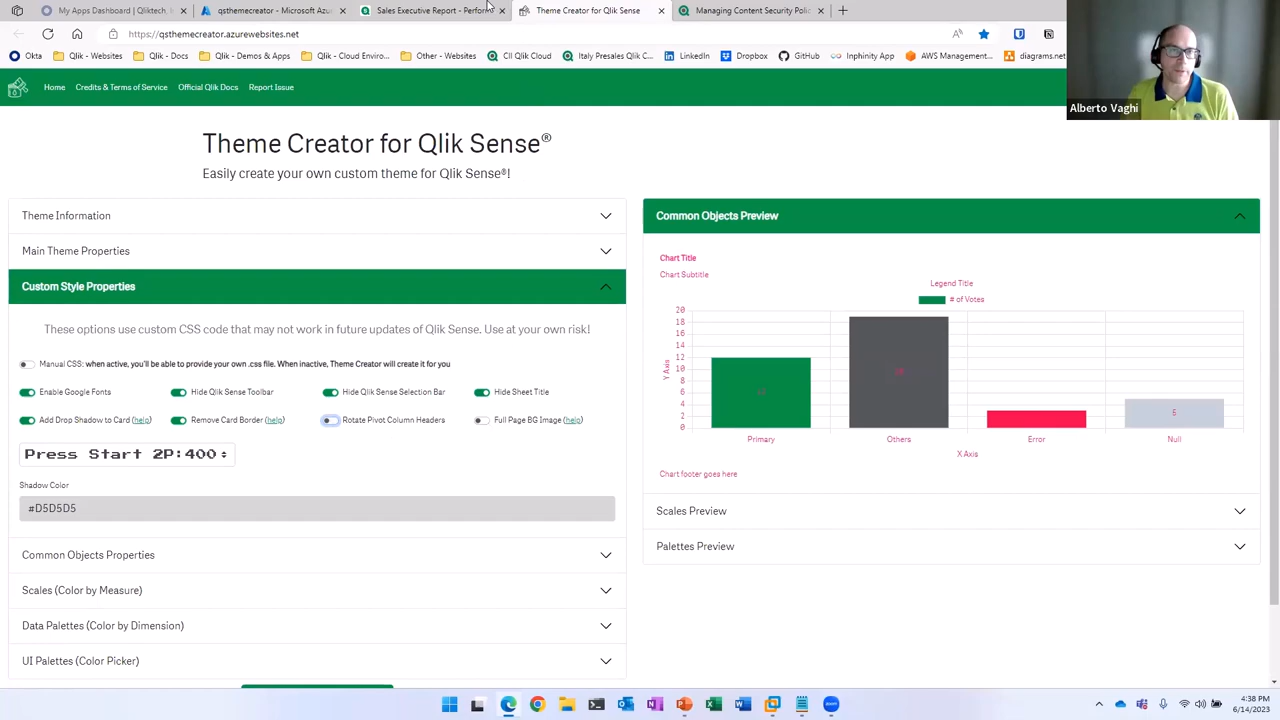 My Apps Dashboard | Qliktech, I
qsthemecreator - Microsoft Azur
Sales Executive Report - Perform
Theme Creator for Qlik Sense
Managing Content Security Polic
https://qsthemecreator.azurewebsites.net
Okta
Qlik - Websites
Qlik - Docs
Qlik - Demos & Apps
Qlik - Cloud Enviro...
Other - Websites
CII Qlik Cloud
Italy Presales Qlik C...
LinkedIn
Dropbox
GitHub
Inphinity App
AWS Management...
diagrams.net
Alberto Vaghi
Home
Credits & Terms of Service
Official Qlik Docs
Report Issue
Theme Creator for Qlik Sense®
Easily create your own custom theme for Qlik Sense®!
Theme Information
Main Theme Properties
Custom Style Properties
These options use custom CSS code that may not work in future updates of Qlik Sense. Use at your own risk!
Manual CSS: when active, you'll be able to provide your own .css file. When inactive, Theme Creator will create it for you
Enable Google Fonts
Hide Qlik Sense Toolbar
Hide Qlik Sense Selection Bar
Hide Sheet Title
Add Drop Shadow to Card (help)
Remove Card Border (help)
Rotate Pivot Column Headers
Full Page BG Image (help)
Press Start 2P:400
Shadow Color
#D5D5D5
Common Objects Properties
Scales (Color by Measure)
Data Palettes (Color by Dimension)
UI Palettes (Color Picker)
Common Objects Preview
Chart Title
Chart Subtitle
Legend Title
# of Votes
20
18
16
14
12
10
8
6
4
2
0
Y Axis
5
Primary
Others
Error
Null
X Axis
Chart footer goes here
Scales Preview
Palettes Preview
4:38 PM
6/14/2023